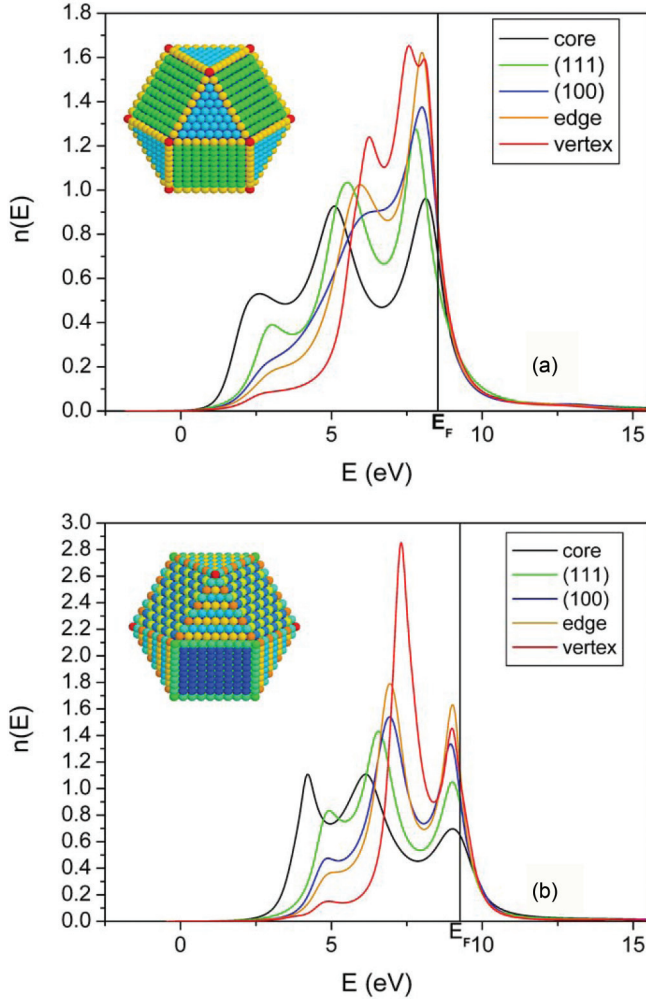 1.8
1.6
1.4
1.2
1.0
0.8
0.6
0.4
0.2
0.0
n(E)
core
(111)
(100)
edge
vertex
(a)
0
5
10
15
E_F
E (eV)
3.0
2.8
2.6
2.4
2.2
2.0
1.8
1.6
1.4
1.2
1.0
0.8
0.6
0.4
0.2
0.0
n(E)
core
(111)
(100)
edge
vertex
(b)
0
5
10
15
E_F
E (eV)